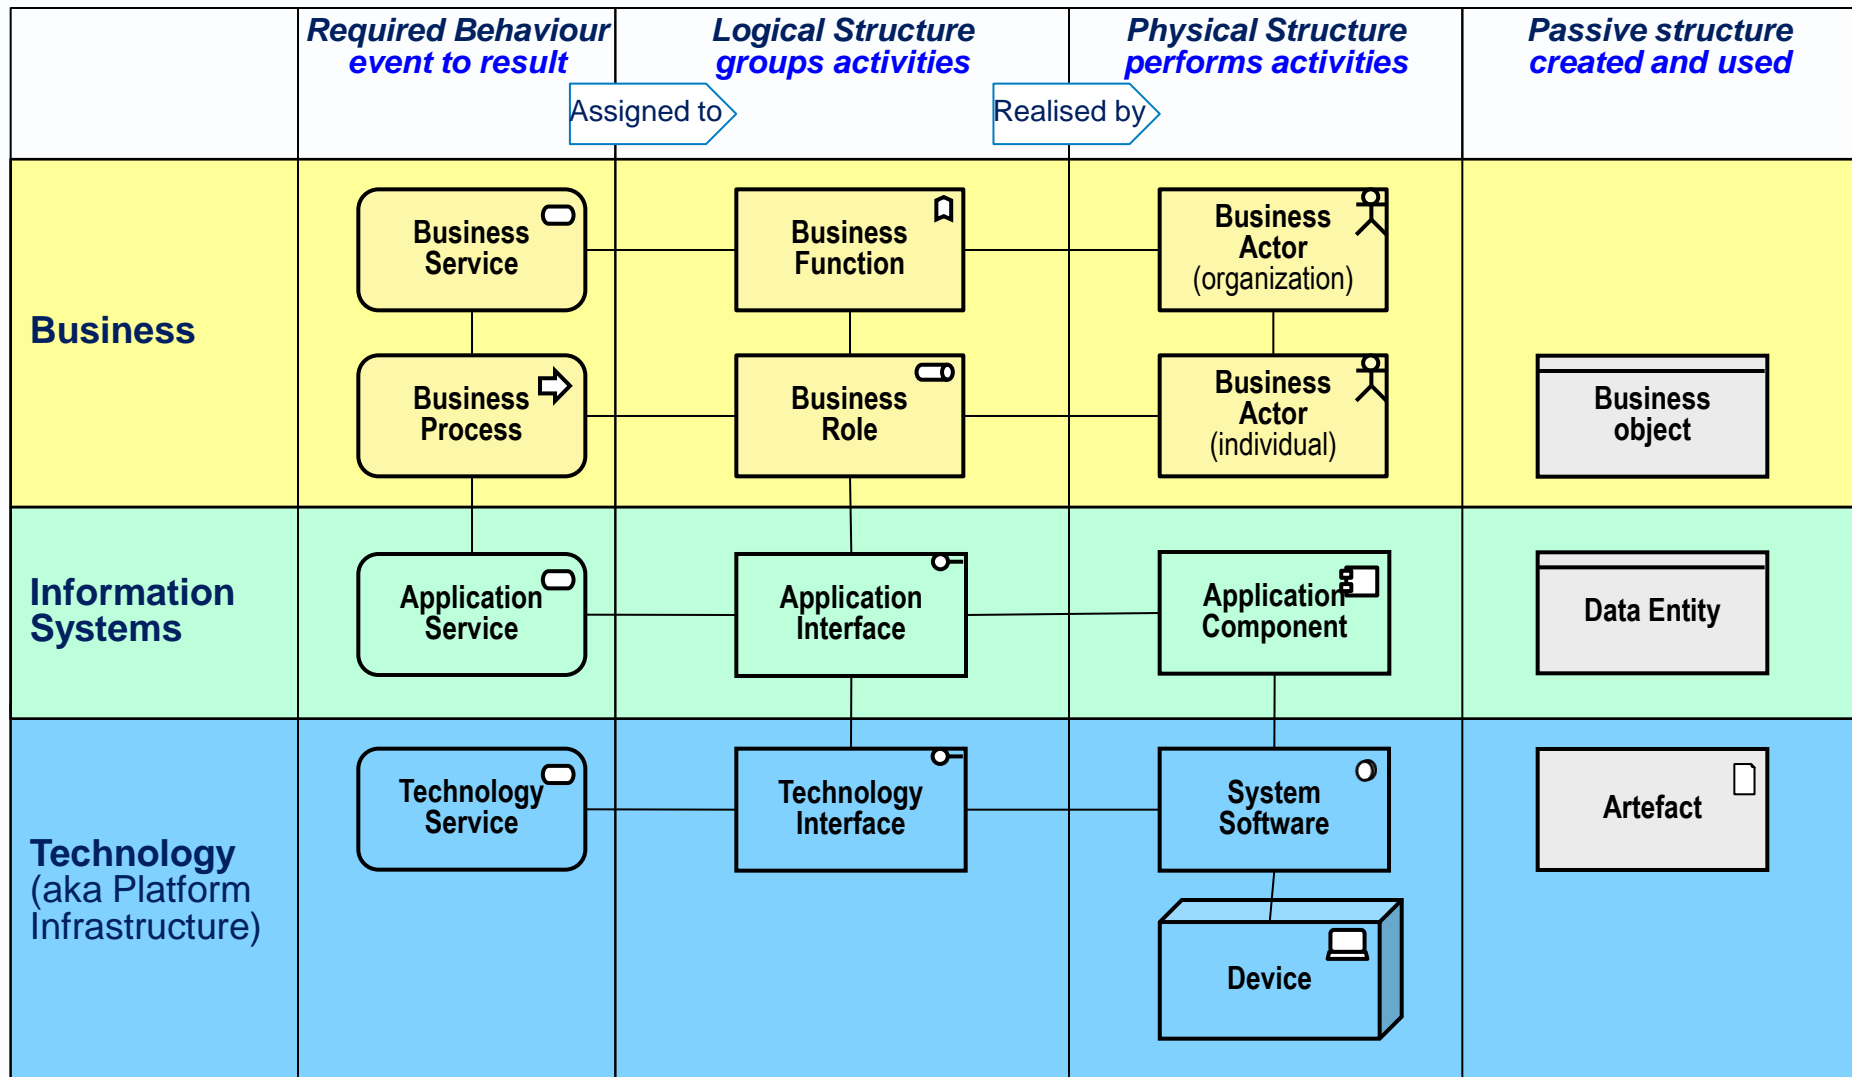 Required Behaviour
event to result
Logical Structure
groups activities
Physical Structure
performs activities
Passive structure
created and used
Assigned to
Realised by
Business
Business
Service
Business
Function
Business
Actor
(organization)
Business
Process
Business
Role
Business
Actor
(individual)
Business
object
Information
Systems
Application
Service
Application
Interface
Application
Component
Data Entity
Technology
(aka Platform
Infrastructure)
Technology
Service
Technology
Interface
System
Software
Artefact
Device